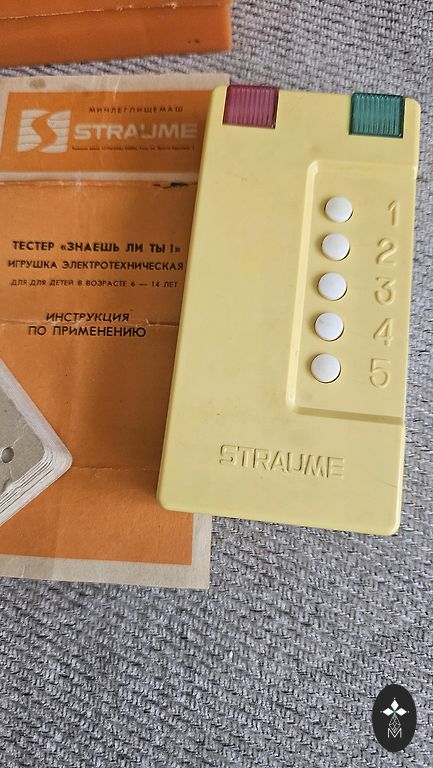 МИНЛЕГПИЩЕМАШ
STRAUME
ТЕСТЕР «ЗНАЕШЬ ЛИ ТЫ!»
ИГРУШКА ЭЛЕКТРОТЕХНИЧЕСКАЯ
ДЛЯ ДЛЯ ДЕТЕЙ В ВОЗРАСТЕ 6 — 14 ЛЕТ
ИНСТРУКЦИЯ
ПО ПРИМЕНЕНИЮ
1
2
3
4
5
STRAUME